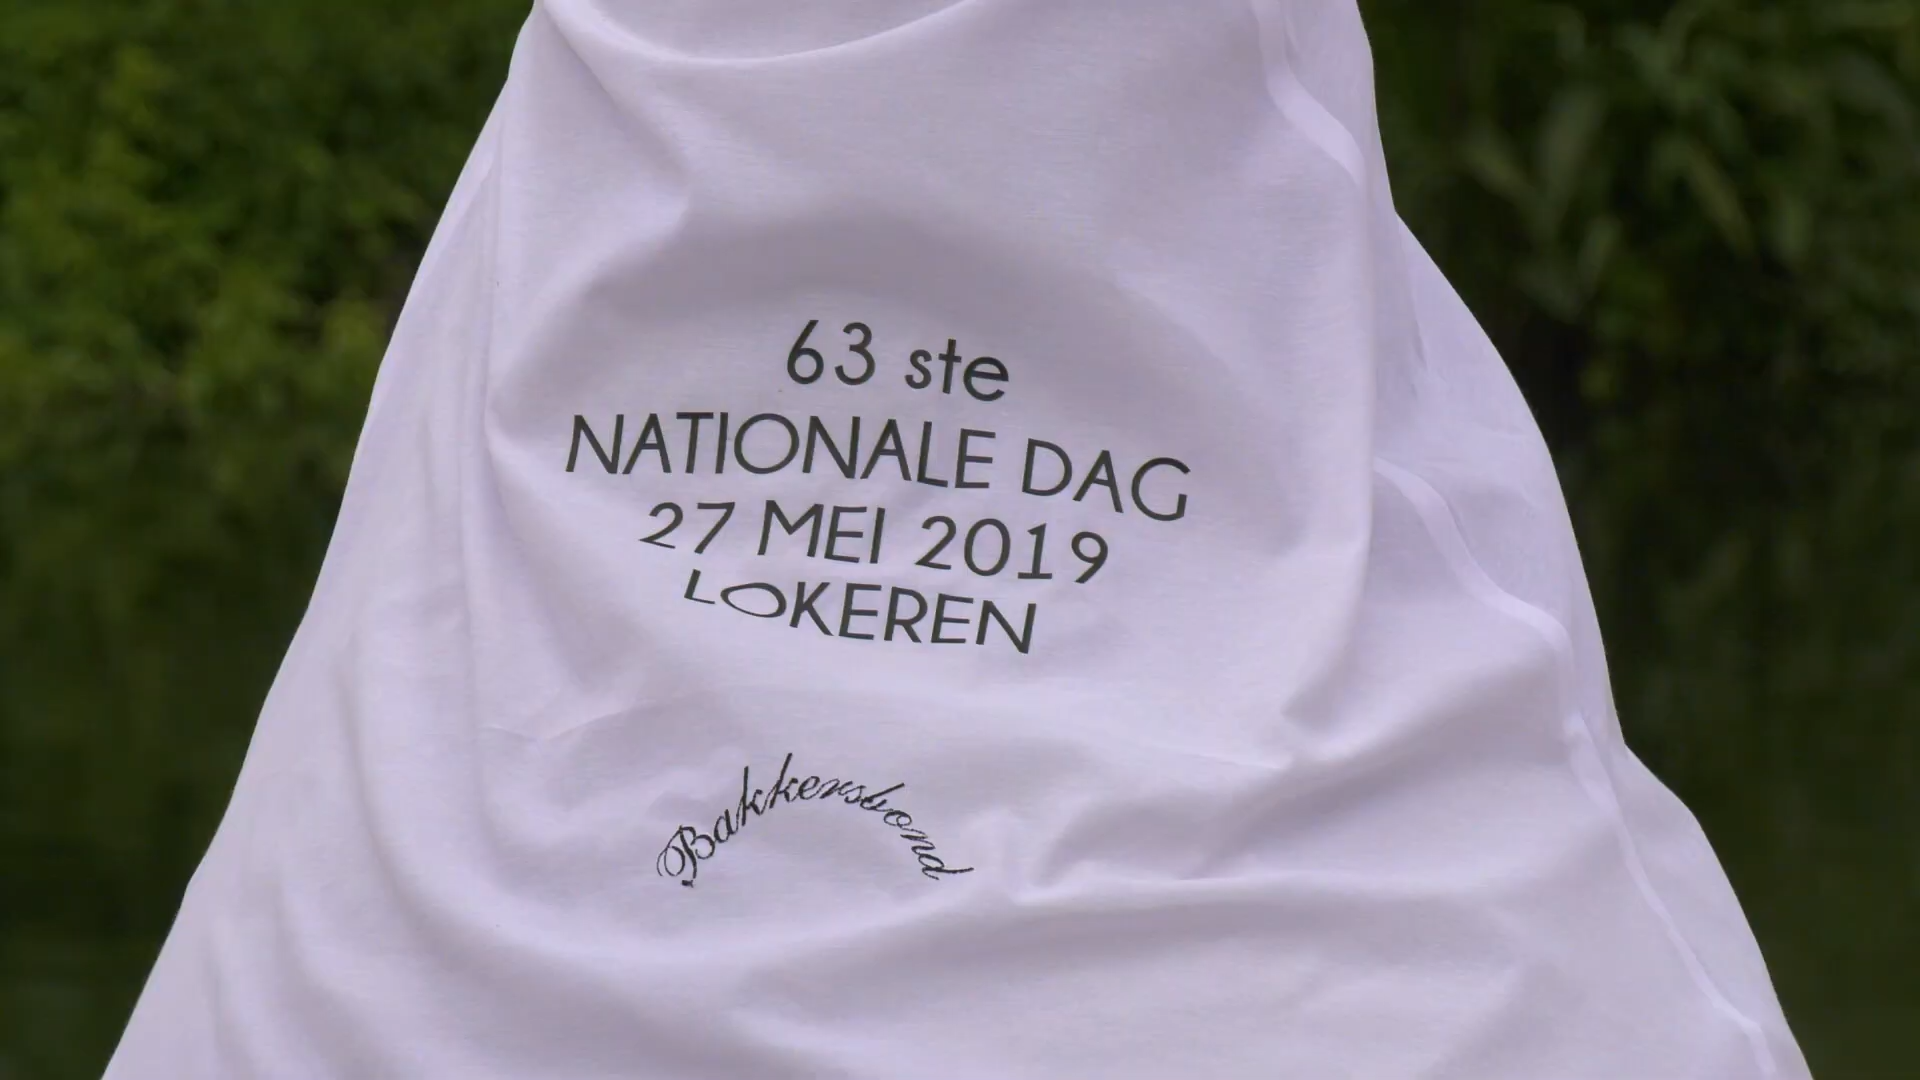 63 ste
NATIONALE DAG
27 MEI 2019
LOKEREN
Bakkersbond